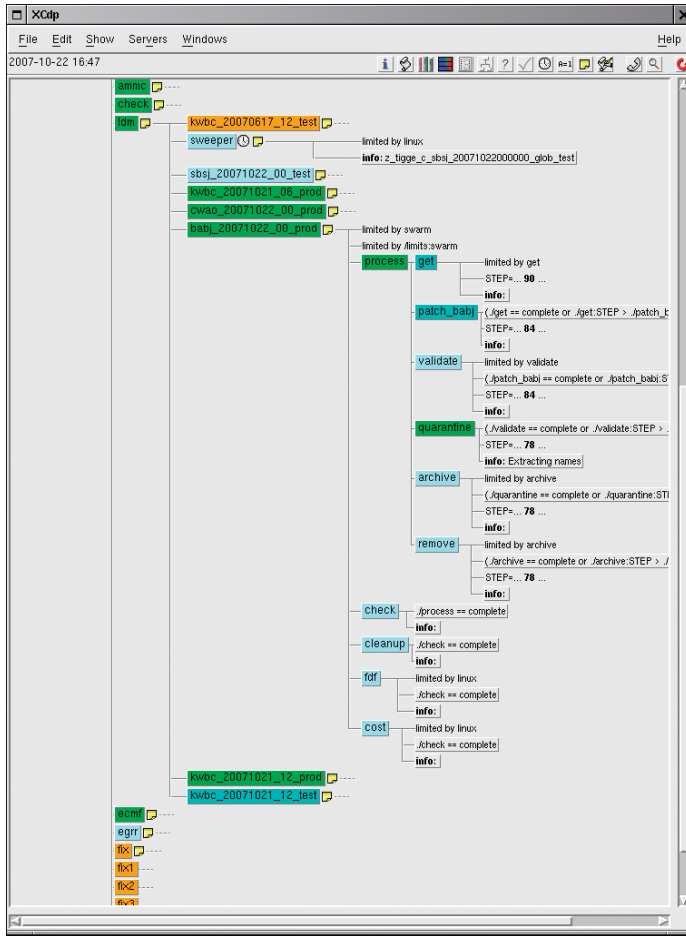 XCdp
File Edit Show Servers Windows Help
2007-10-22 16:47
ammc
check
ldm kwbc_20070617_12_test
sweeper limited by linux
info: z_tigge_c_sbsj_20071022000000_glob_test
sbsj_20071022_00_test
kwbc_20071021_06_prod
cwao_20071022_00_prod
babj_20071022_00_prod limited by swarm
limited by /limits:swarm
process get limited by get
STEP=... 90 ...
info:
patch_babj (./get == complete or ./get:STEP > ./patch_b
STEP=... 84 ...
info:
validate limited by validate
(./patch_babj == complete or ./patch_babj:S
STEP=... 84 ...
info:
quarantine (./validate == complete or ./validate:STEP > .
STEP=... 78 ...
info: Extracting names
archive limited by archive
(./quarantine == complete or ./quarantine:STE
STEP=... 78 ...
info:
remove limited by archive
(./archive == complete or ./archive:STEP > ./
STEP=... 78 ...
info:
check ./process == complete
info:
cleanup ./check == complete
info:
fdf limited by linux
./check == complete
info:
cost limited by linux
./check == complete
info:
kwbc_20071021_12_prod
kwbc_20071021_12_test
ecmf
egrr
fix
fix1
fix2
fix3